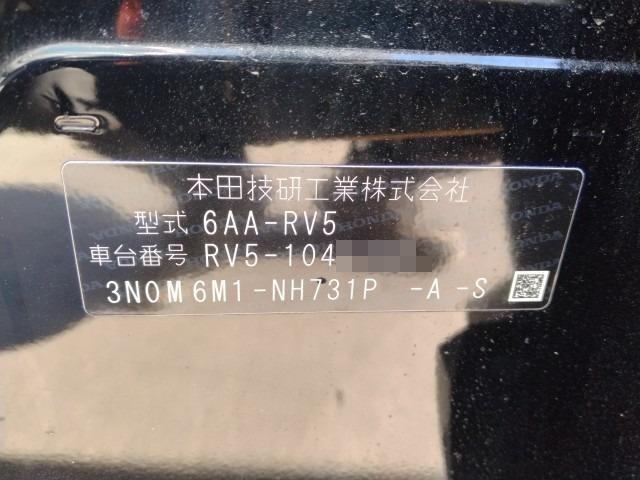 本田技研工業株式会社
型式 6AA-RV5
車台番号 RV5-104
3N0M6M1-NH731P -A-S